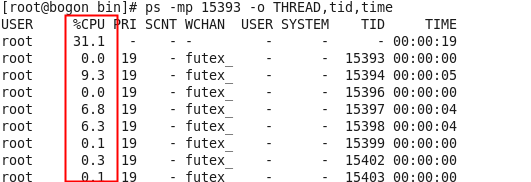 [root@bogon bin]# ps -mp 15393 -o THREAD,tid,time
USER %CPU PRI SCNT WCHAN USER SYSTEM TID TIME
root 31.1 - - - - - - 00:00:19
root 0.0 19 - futex_ - - 15393 00:00:00
root 9.3 19 - futex_ - - 15394 00:00:05
root 0.0 19 - futex_ - - 15396 00:00:00
root 6.8 19 - futex_ - - 15397 00:00:04
root 6.3 19 - futex_ - - 15398 00:00:04
root 0.1 19 - futex_ - - 15399 00:00:00
root 0.3 19 - futex_ - - 15402 00:00:00
root 0.1 19 - futex_ - - 15403 00:00:00